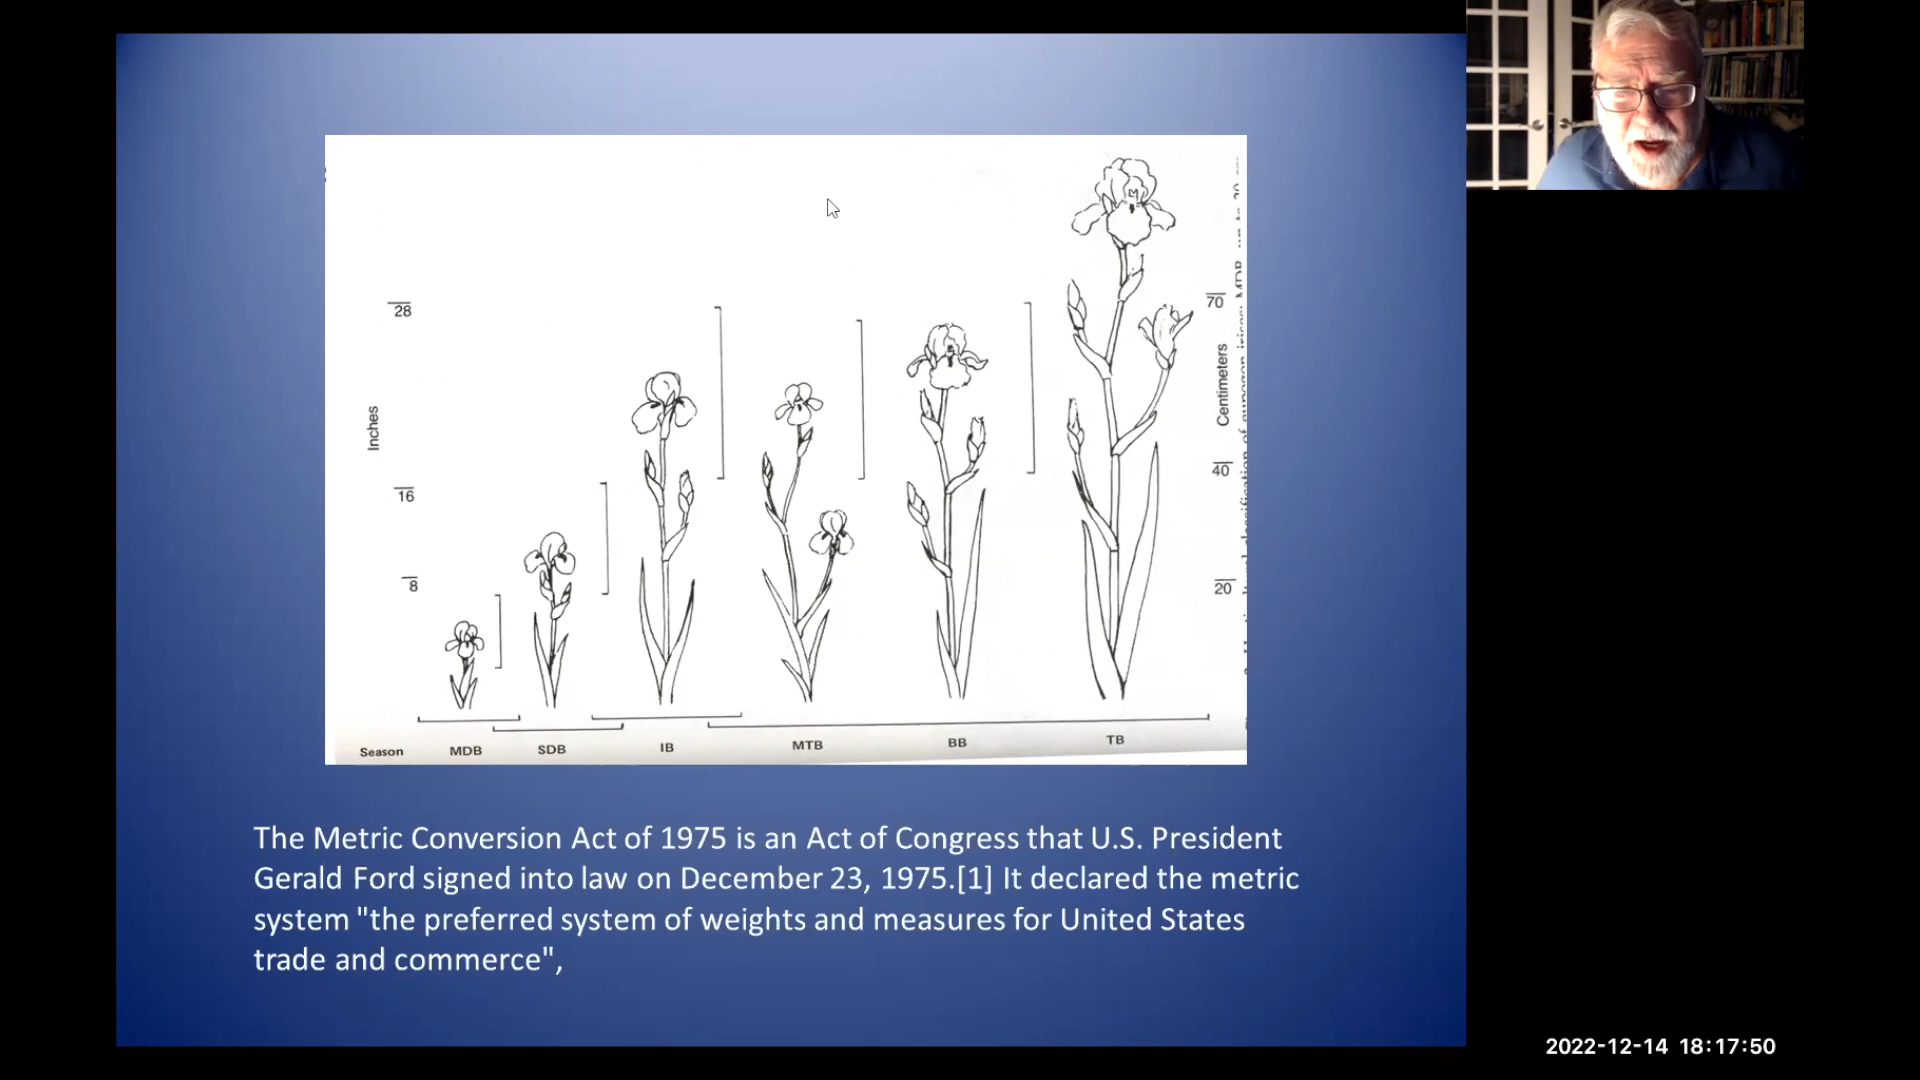 28
70
Centimeters
Inches
40
16
8
20
Season
MDB
SDB
IB
MTB
BB
TB
The Metric Conversion Act of 1975 is an Act of Congress that U.S. President
Gerald Ford signed into law on December 23, 1975.[1] It declared the metric
system "the preferred system of weights and measures for United States
trade and commerce",
2022-12-14 18:17:50